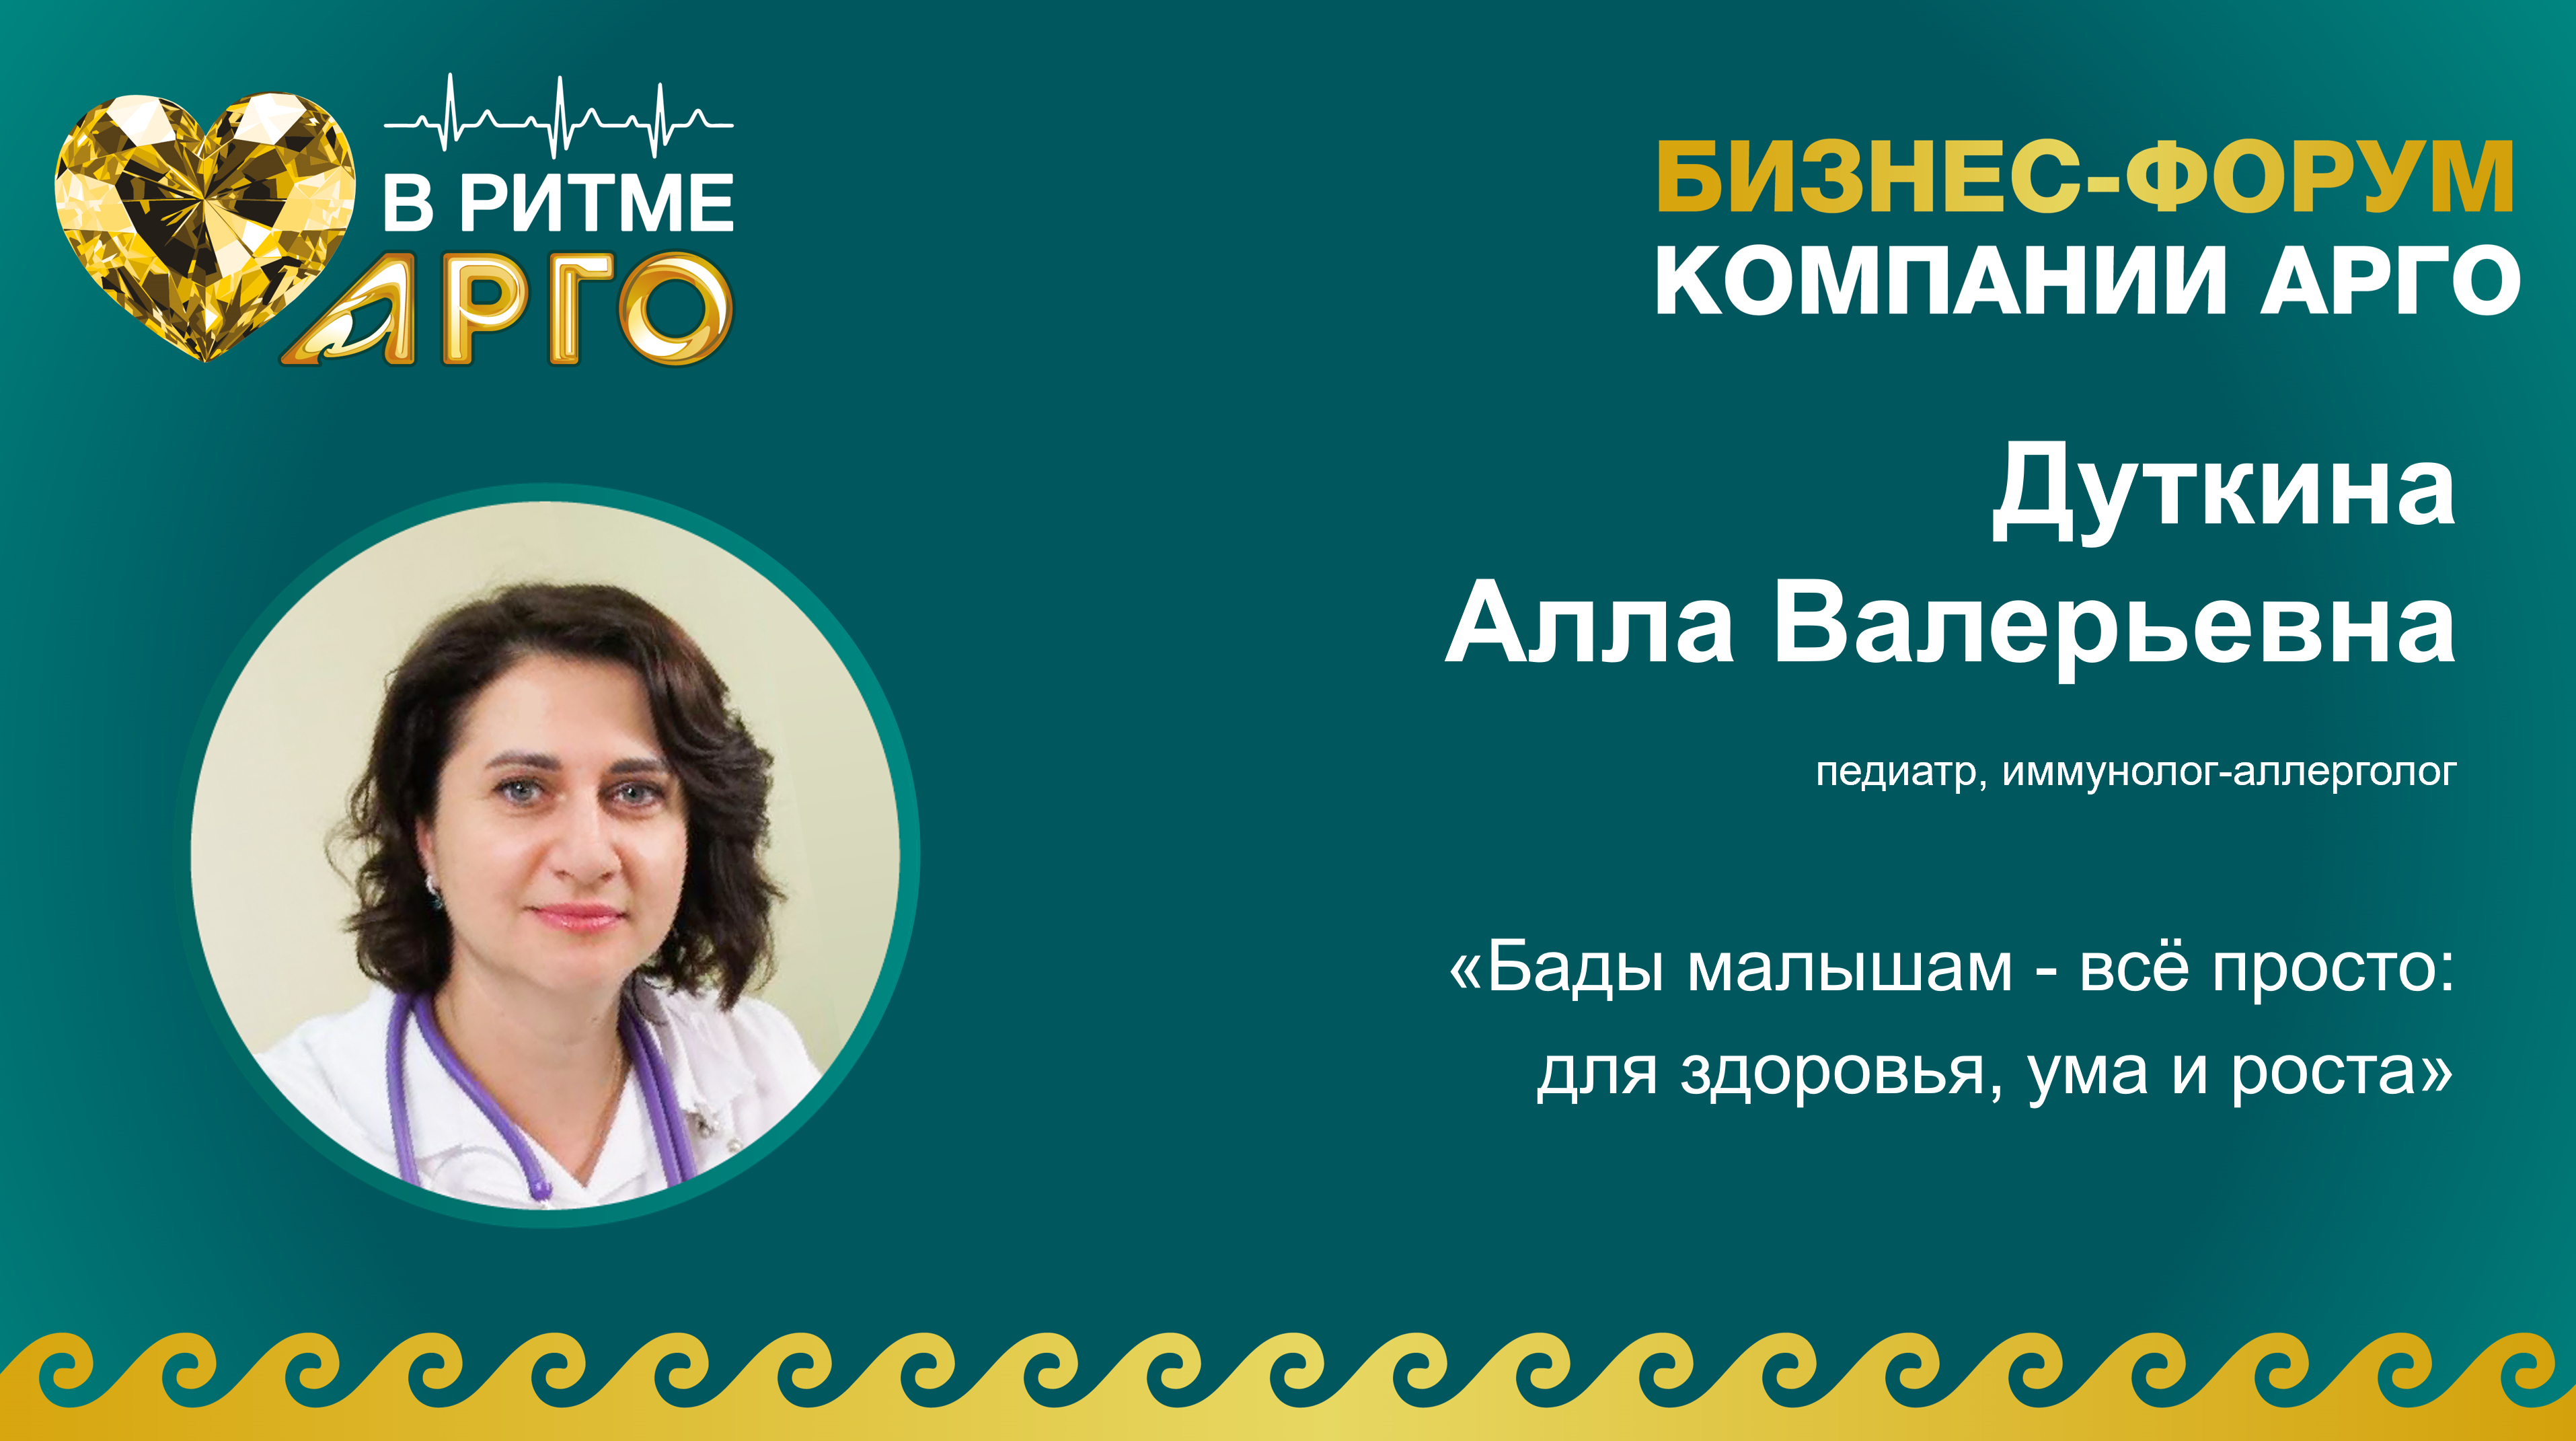 В РИТМЕ
АРГО
БИЗНЕС-ФОРУМ
КОМПАНИИ АРГО
Дуткина
Алла Валерьевна
педиатр, иммунолог-аллерголог
«Бады малышам - всё просто:
для здоровья, ума и роста»